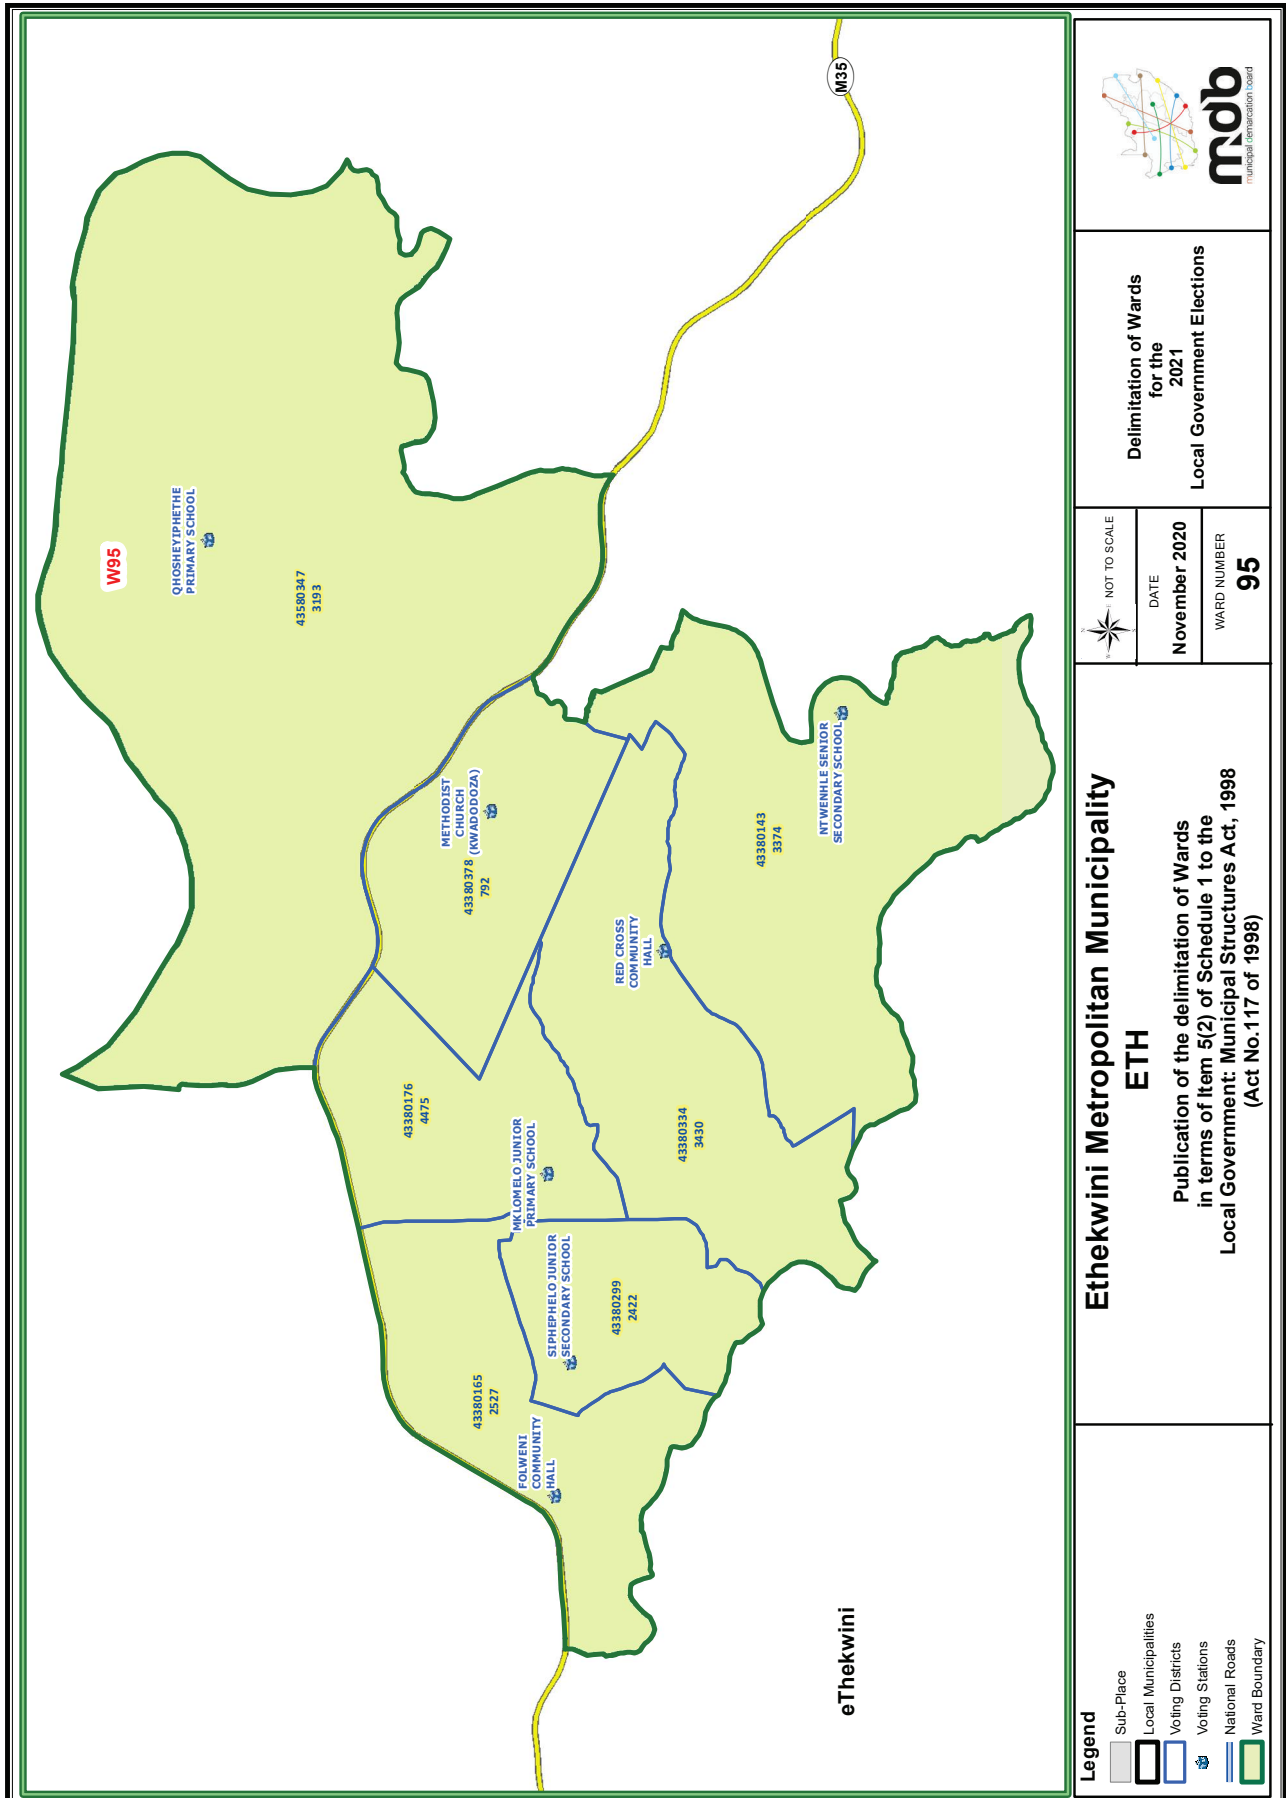 M35
W95
QHOSHEYIPHETHE
PRIMARY SCHOOL
43580347
3193
METHODIST
CHURCH
(KWADODOZA)
43380378
792
NTWENHLE SENIOR
SECONDARY SCHOOL
43380143
3374
RED CROSS
COMMUNITY
HALL
43380176
4475
43380334
3430
MKLOMELO JUNIOR
PRIMARY SCHOOL
SIPHEPHELO JUNIOR
SECONDARY SCHOOL
43380299
2422
43380165
2527
FOLWENI
COMMUNITY
HALL
eThekwini
Legend
Sub-Place
Local Municipalities
Voting Districts
Voting Stations
National Roads
Ward Boundary
Ethekwini Metropolitan Municipality
ETH
Publication of the delimitation of Wards
in terms of Item 5(2) of Schedule 1 to the
Local Government: Municipal Structures Act, 1998
(Act No.117 of 1998)
N
W
E
S
NOT TO SCALE
DATE
November 2020
WARD NUMBER
95
Delimitation of Wards
for the
2021
Local Government Elections
mdb
municipal demarcation board